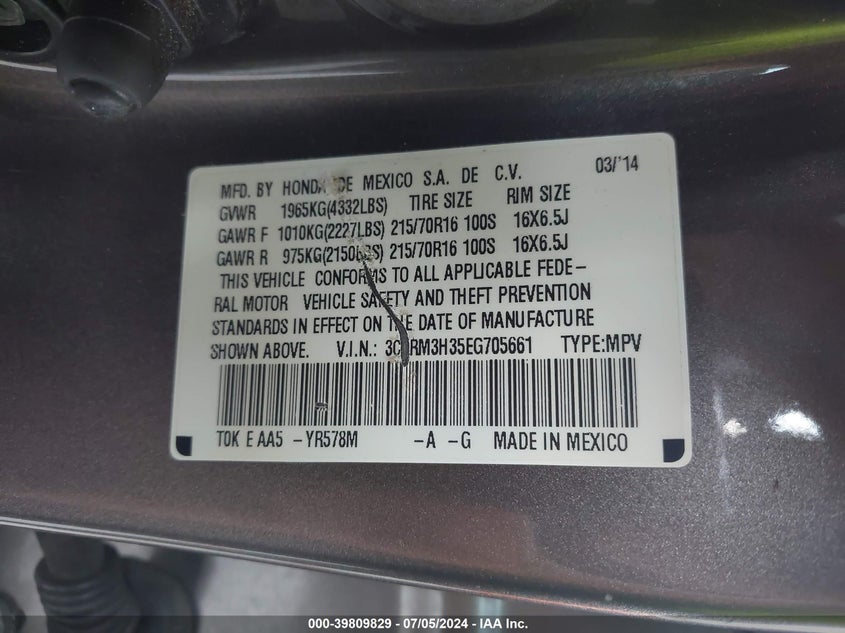 MFD. BY HONDA DE MEXICO S.A. DE C.V. 03/'14
GVWR 1965KG(4332LBS) TIRE SIZE RIM SIZE
GAWR F 1010KG(2227LBS) 215/70R16 100S 16X6.5J
GAWR R 975KG(2150LBS) 215/70R16 100S 16X6.5J
THIS VEHICLE CONFORMS TO ALL APPLICABLE FEDE-
RAL MOTOR VEHICLE SAFETY AND THEFT PREVENTION
STANDARDS IN EFFECT ON THE DATE OF MANUFACTURE
SHOWN ABOVE. V.I.N.: TYPE:MPV
T0K E AA5 -YR578M -A -G MADE IN MEXICO
000-39809829 - 07/05/2024 - IAA Inc.